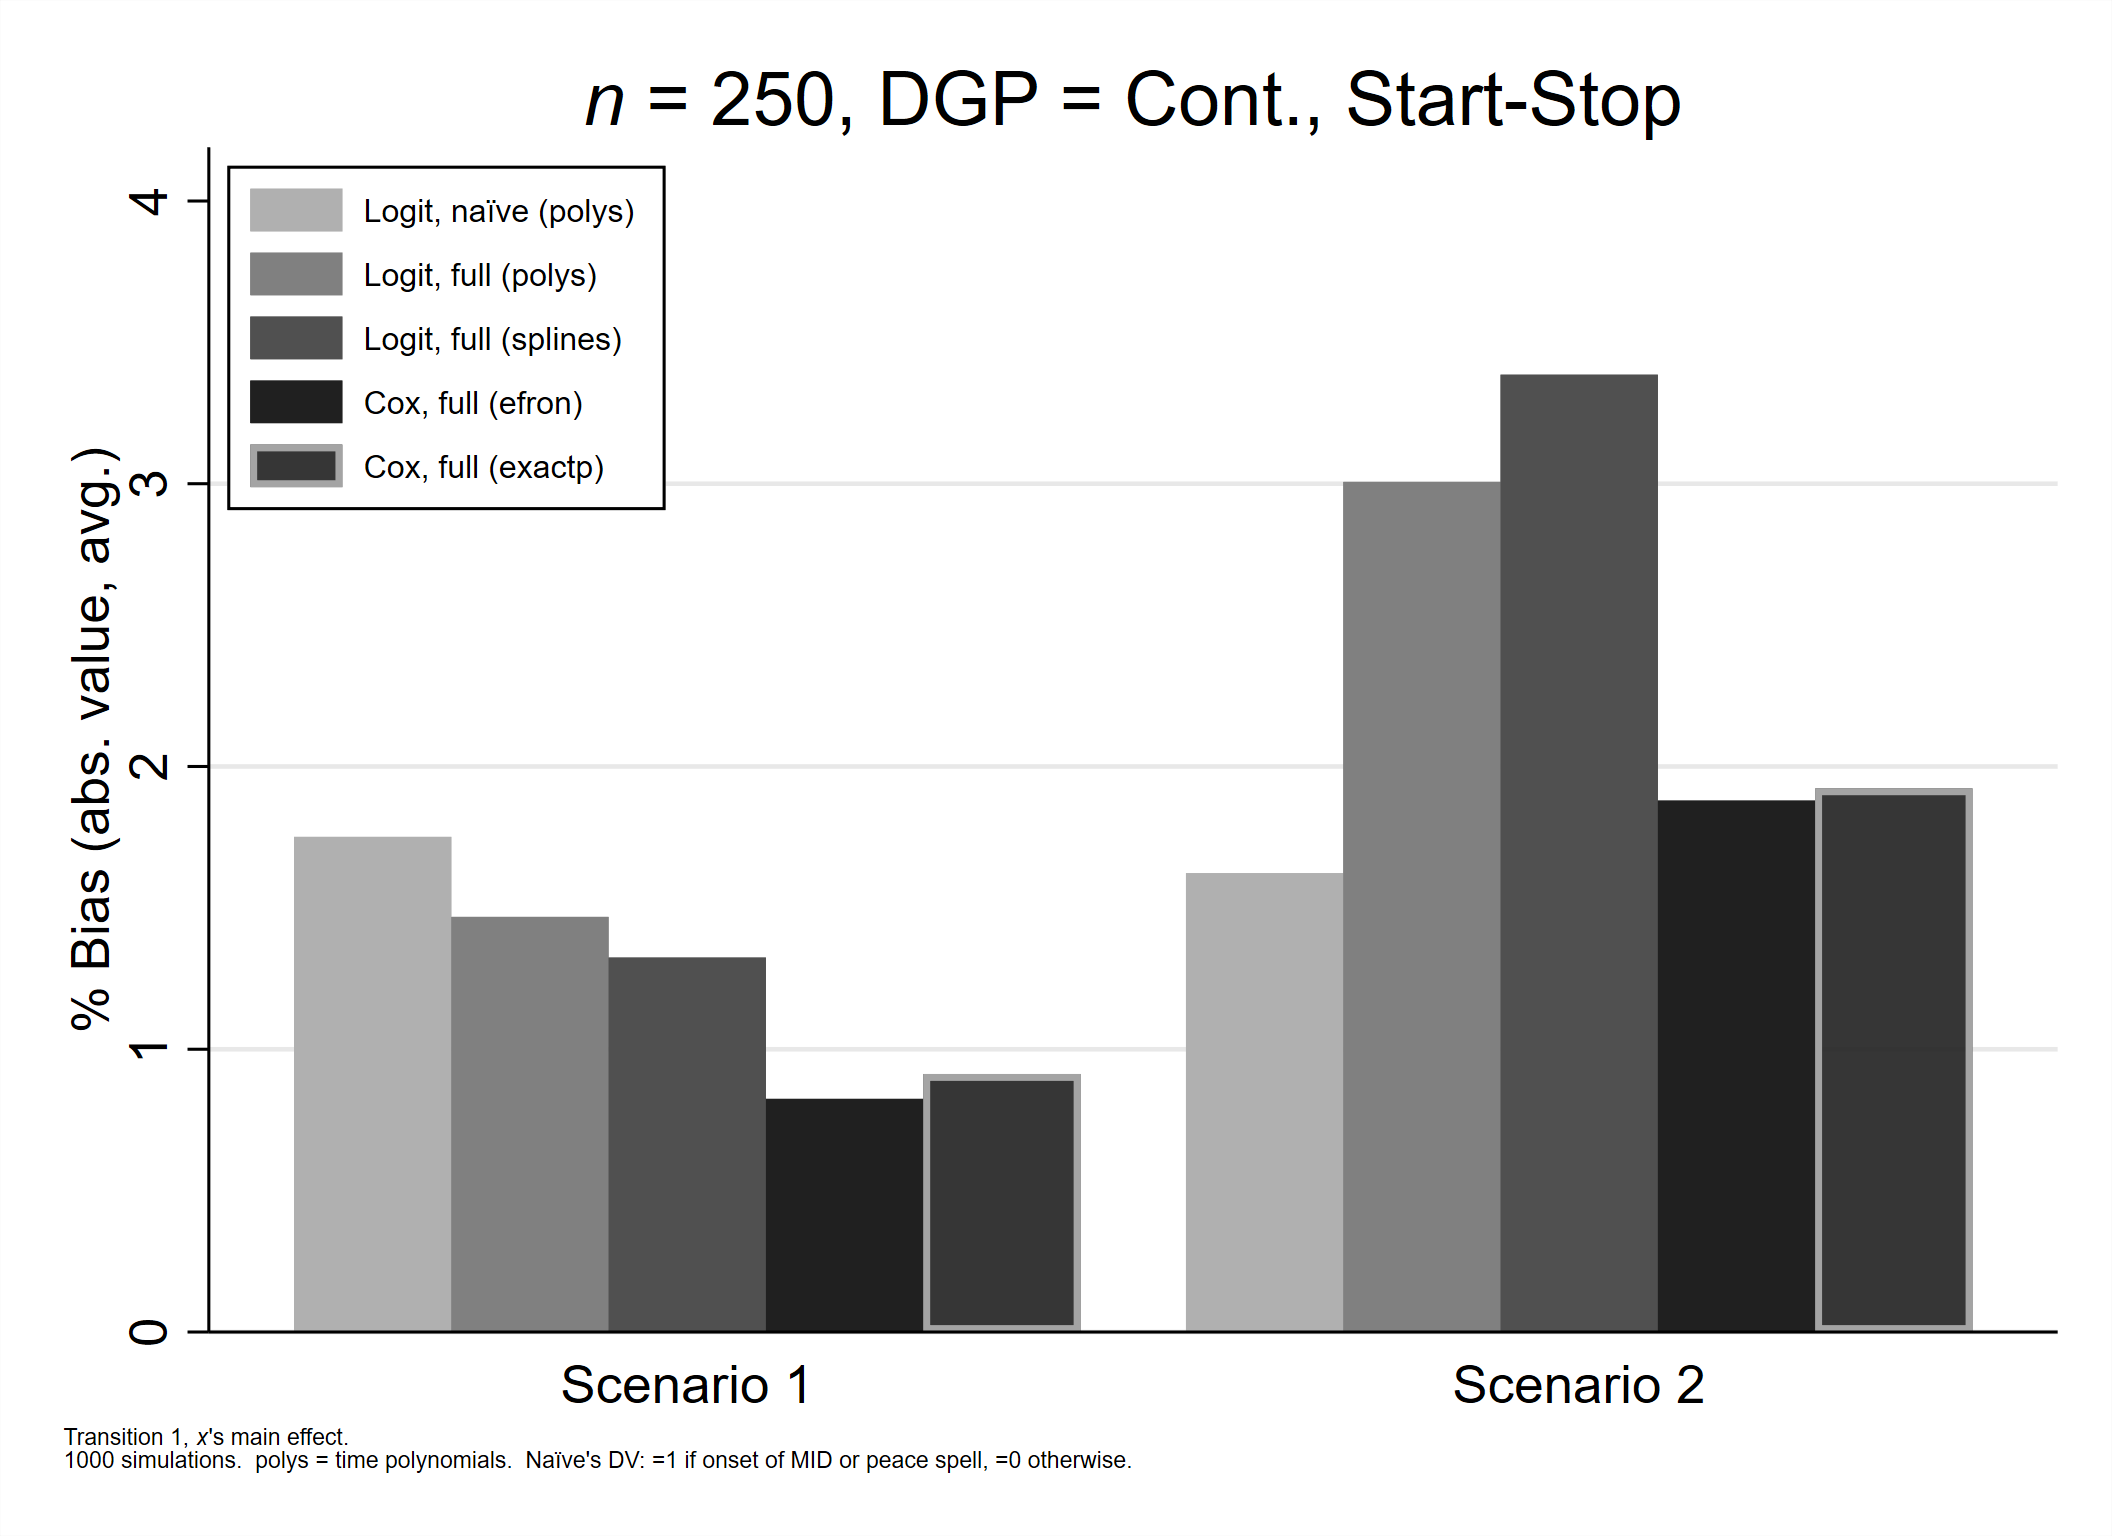 n = 250, DGP = Cont., Start-Stop
Logit, naïve (polys)
Logit, full (polys)
Logit, full (splines)
Cox, full (efron)
Cox, full (exactp)
% Bias (abs. value, avg.)
4
3
2
1
0
Scenario 1
Scenario 2
Transition 1, x's main effect.
1000 simulations.  polys = time polynomials.  Naïve's DV: =1 if onset of MID or peace spell, =0 otherwise.